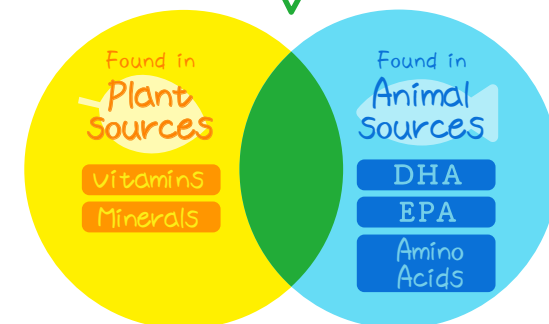 Found in
Plant
Sources
Vitamins
Minerals
Found in
Animal
Sources
DHA
EPA
Amino
Acids